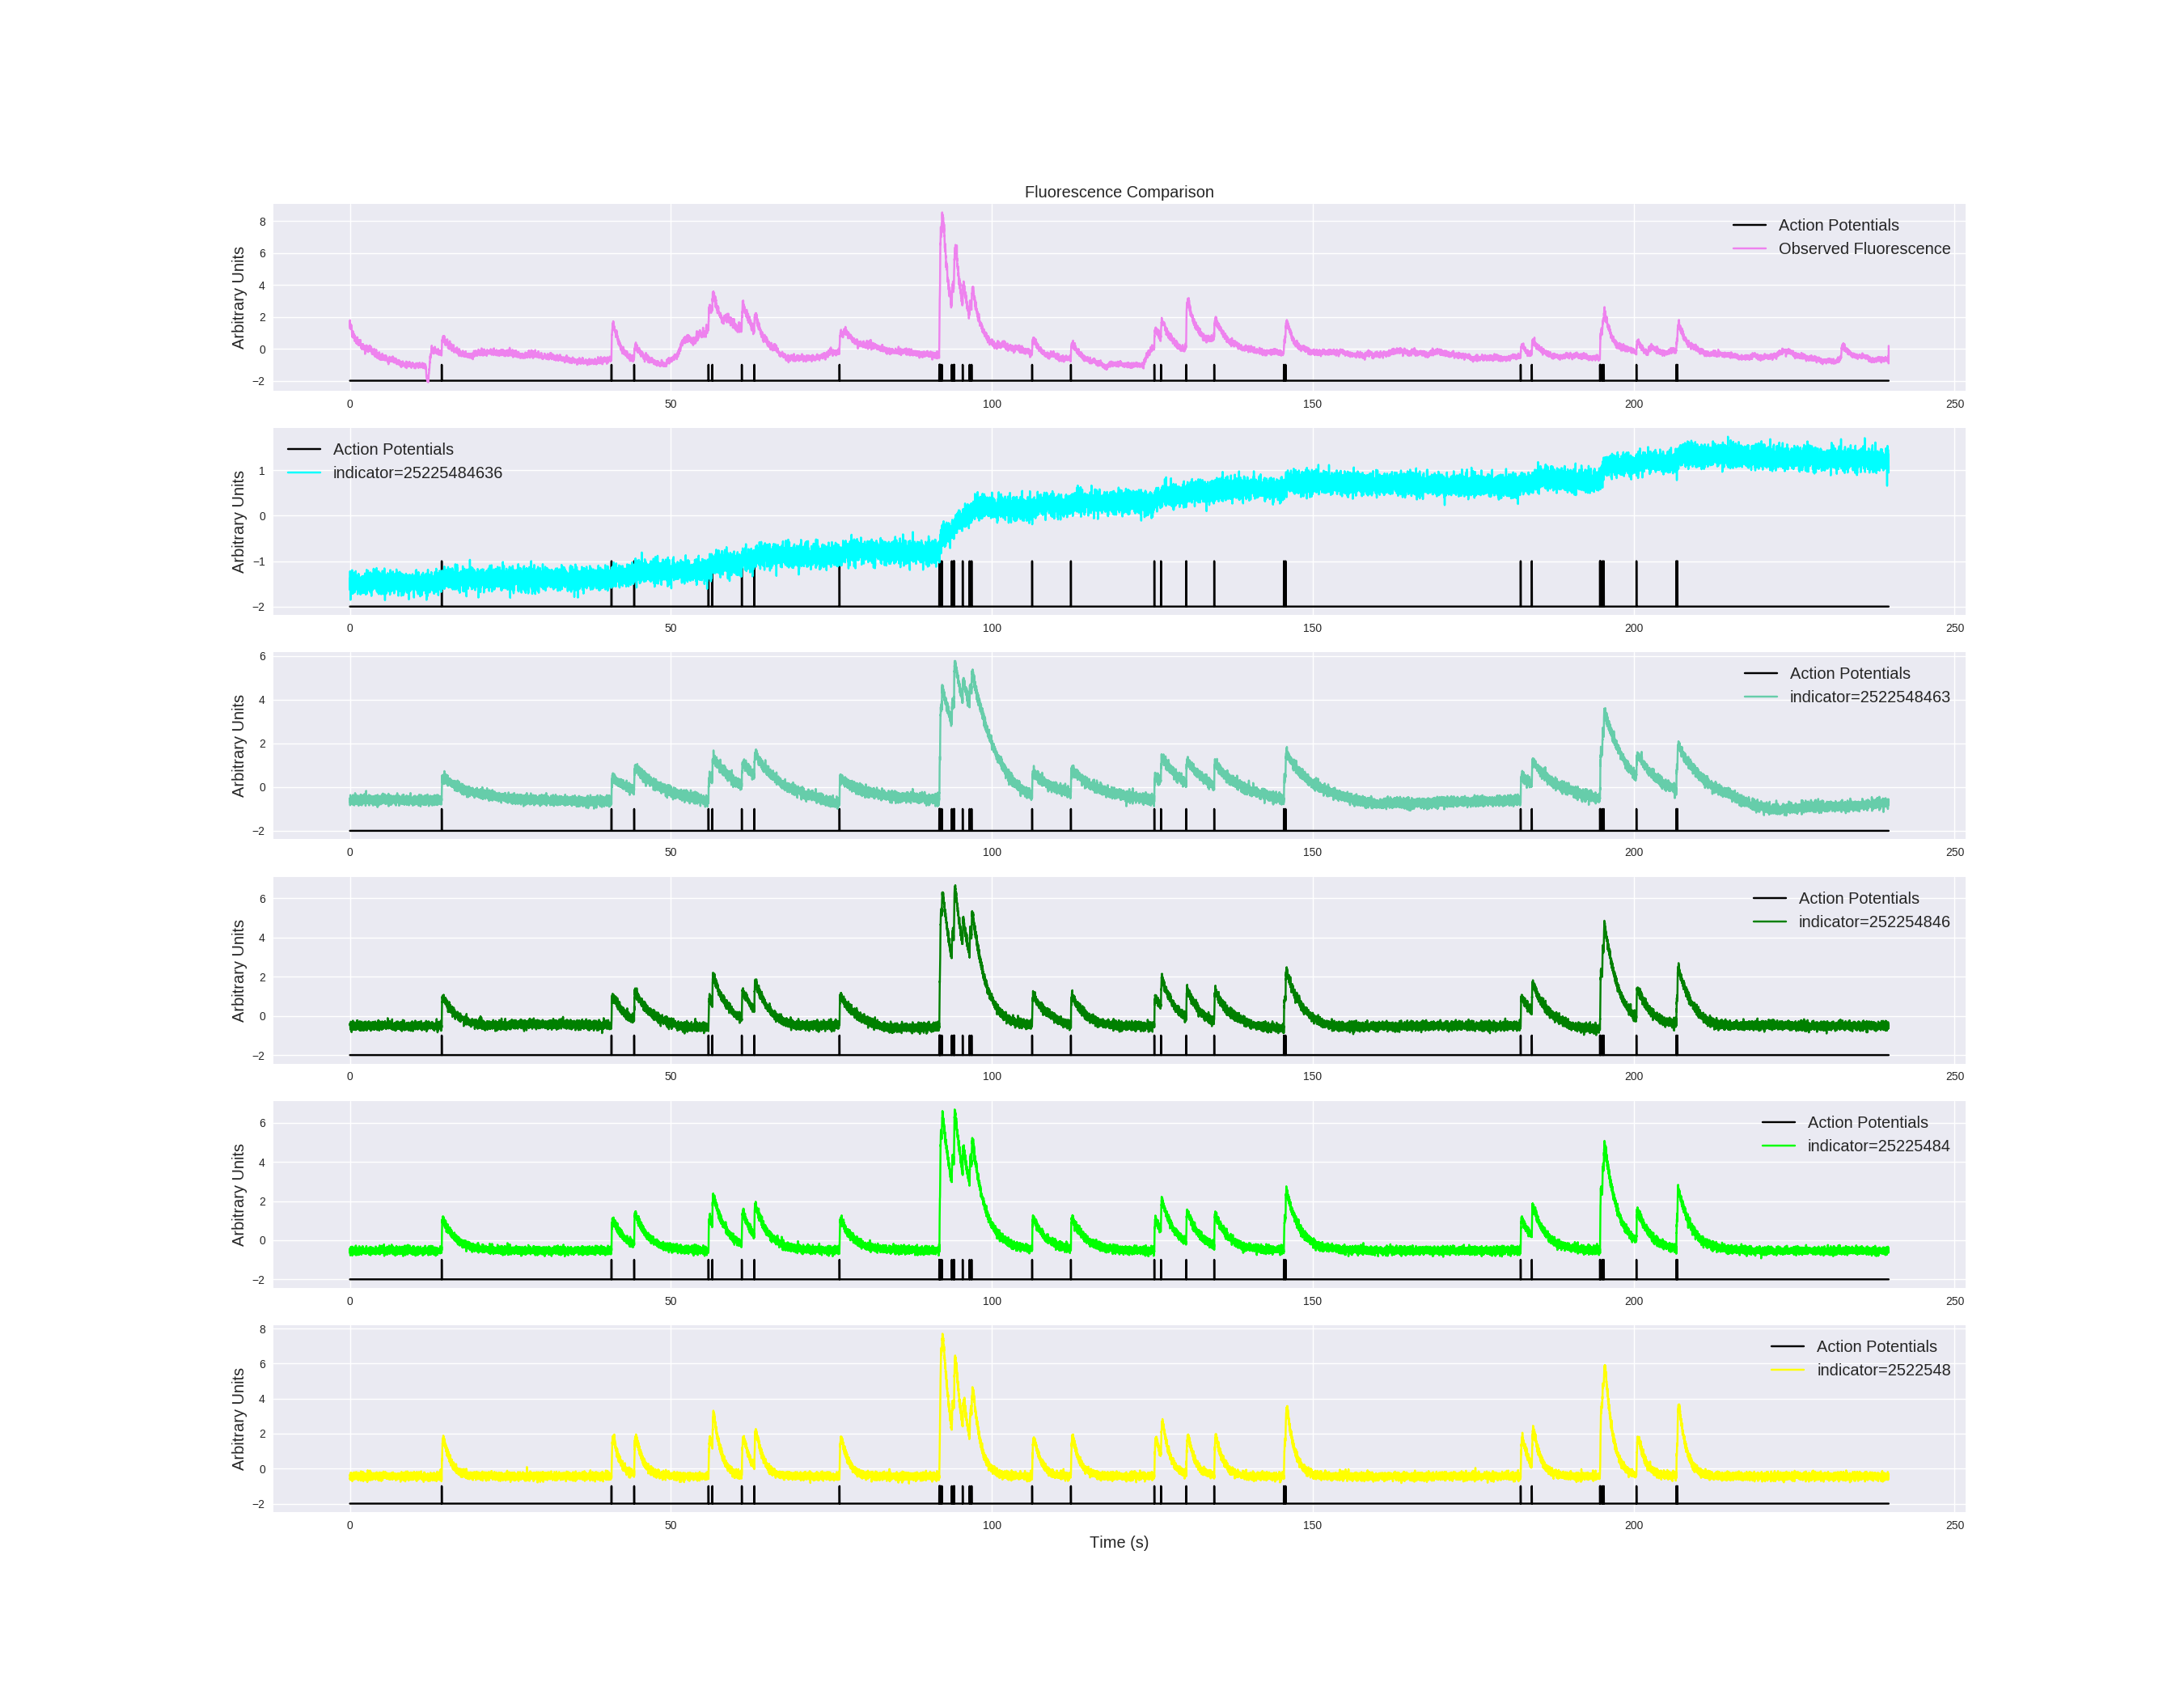 Fluorescence Comparison
Arbitrary Units
8
6
4
2
0
−2
Action Potentials
Observed Fluorescence
0 50 100 150 200 250
Arbitrary Units
1
0
−1
−2
Action Potentials
indicator=25225484636
0 50 100 150 200 250
Arbitrary Units
6
4
2
0
−2
Action Potentials
indicator=2522548463
0 50 100 150 200 250
Arbitrary Units
6
4
2
0
−2
Action Potentials
indicator=252254846
0 50 100 150 200 250
Arbitrary Units
6
4
2
0
−2
Action Potentials
indicator=25225484
0 50 100 150 200 250
Arbitrary Units
8
6
4
2
0
−2
Action Potentials
indicator=2522548
0 50 100 150 200 250
Time (s)